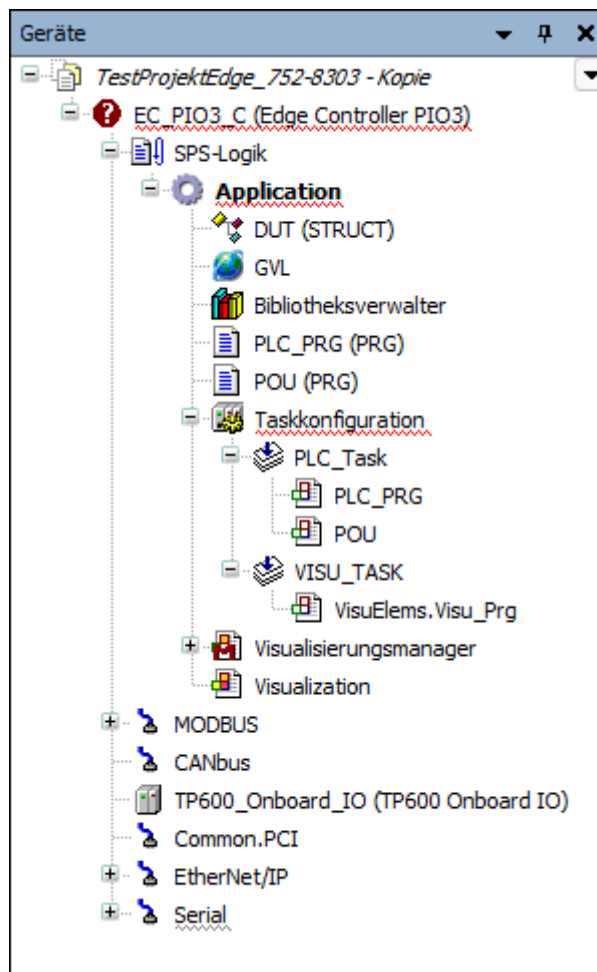 Geräte
TestProjektEdge_752-8303 - Kopie
EC_PIO3_C (Edge Controller PIO3)
SPS-Logik
Application
DUT (STRUCT)
GVL
Bibliotheksverwalter
PLC_PRG (PRG)
POU (PRG)
Taskkonfiguration
PLC_Task
PLC_PRG
POU
VISU_TASK
VisuElems.Visu_Prg
Visualisierungsmanager
Visualization
MODBUS
CANbus
TP600_Onboard_IO (TP600 Onboard IO)
Common.PCI
EtherNet/IP
Serial